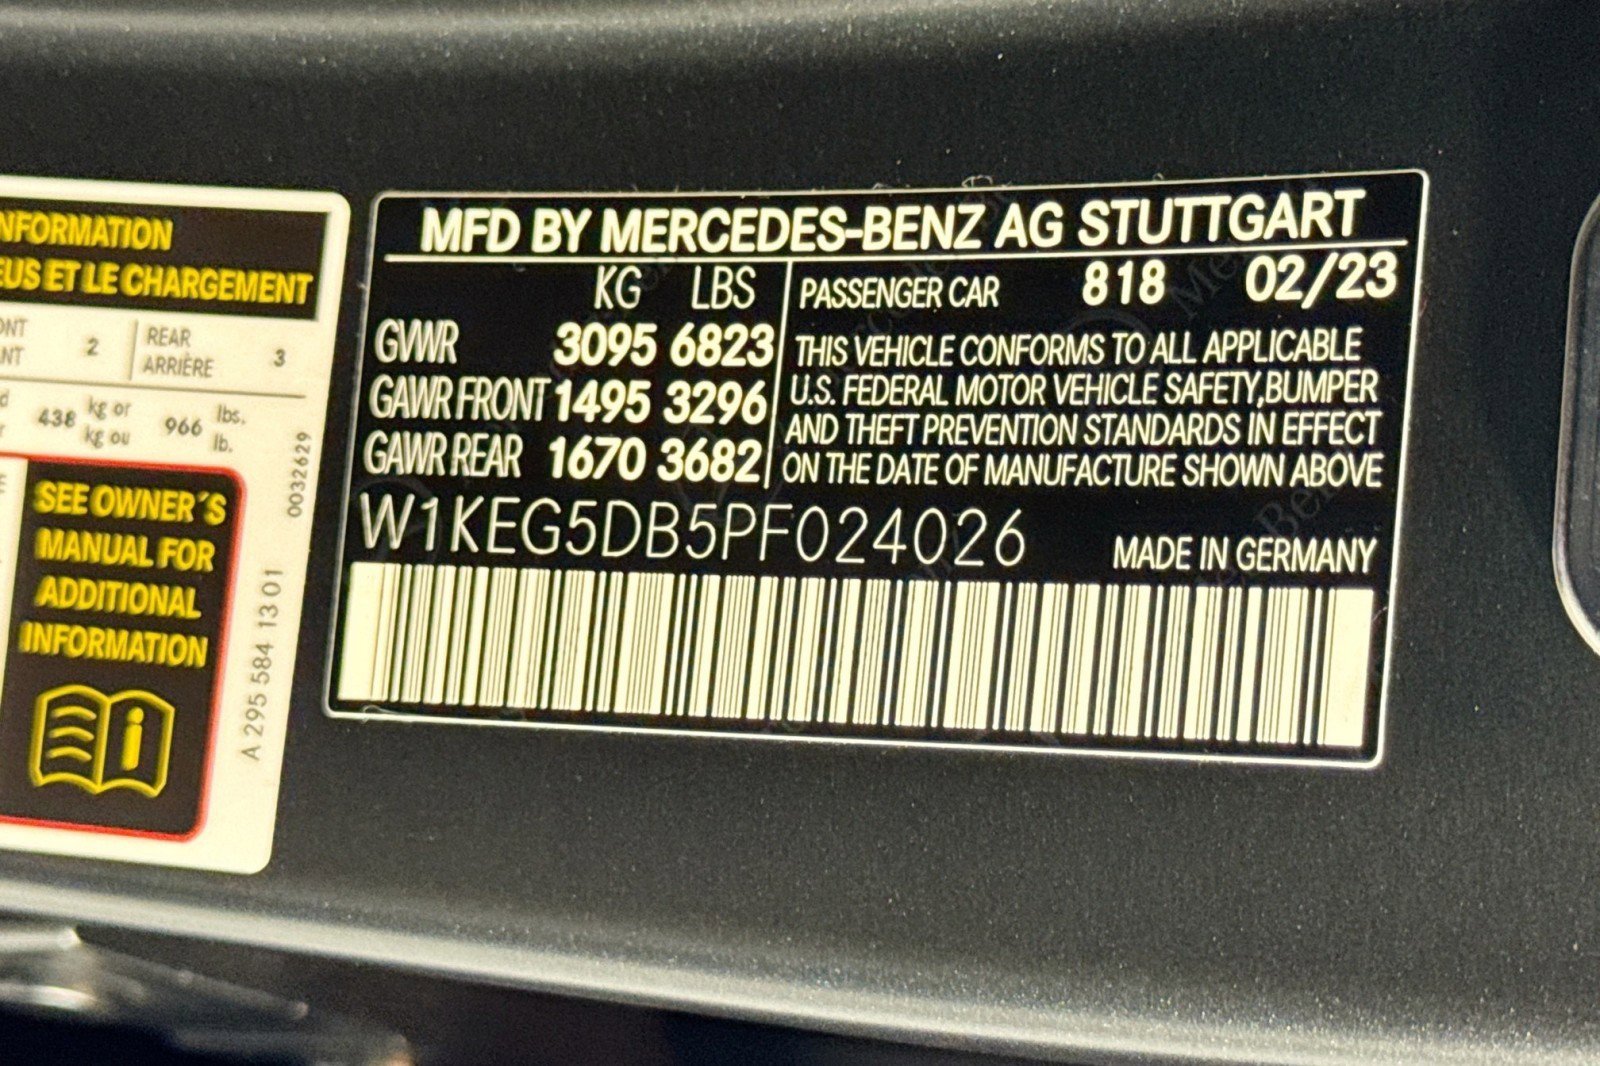 NFORMATION
EUS ET LE CHARGEMENT
ONT
ANT
2
REAR
ARRIÈRE
3
438
kg or
kg ou
966
lbs.
lb.
0032629
SEE OWNER´S
MANUAL FOR
ADDITIONAL
INFORMATION
A 295 584 13 01
MFD BY MERCEDES-BENZ AG STUTTGART
KG LBS
GVWR 3095 6823
GAWR FRONT 1495 3296
GAWR REAR 1670 3682
PASSENGER CAR 818 02/23
THIS VEHICLE CONFORMS TO ALL APPLICABLE
U.S. FEDERAL MOTOR VEHICLE SAFETY,BUMPER
AND THEFT PREVENTION STANDARDS IN EFFECT
ON THE DATE OF MANUFACTURE SHOWN ABOVE
W1KEG5DB5PF024026
MADE IN GERMANY